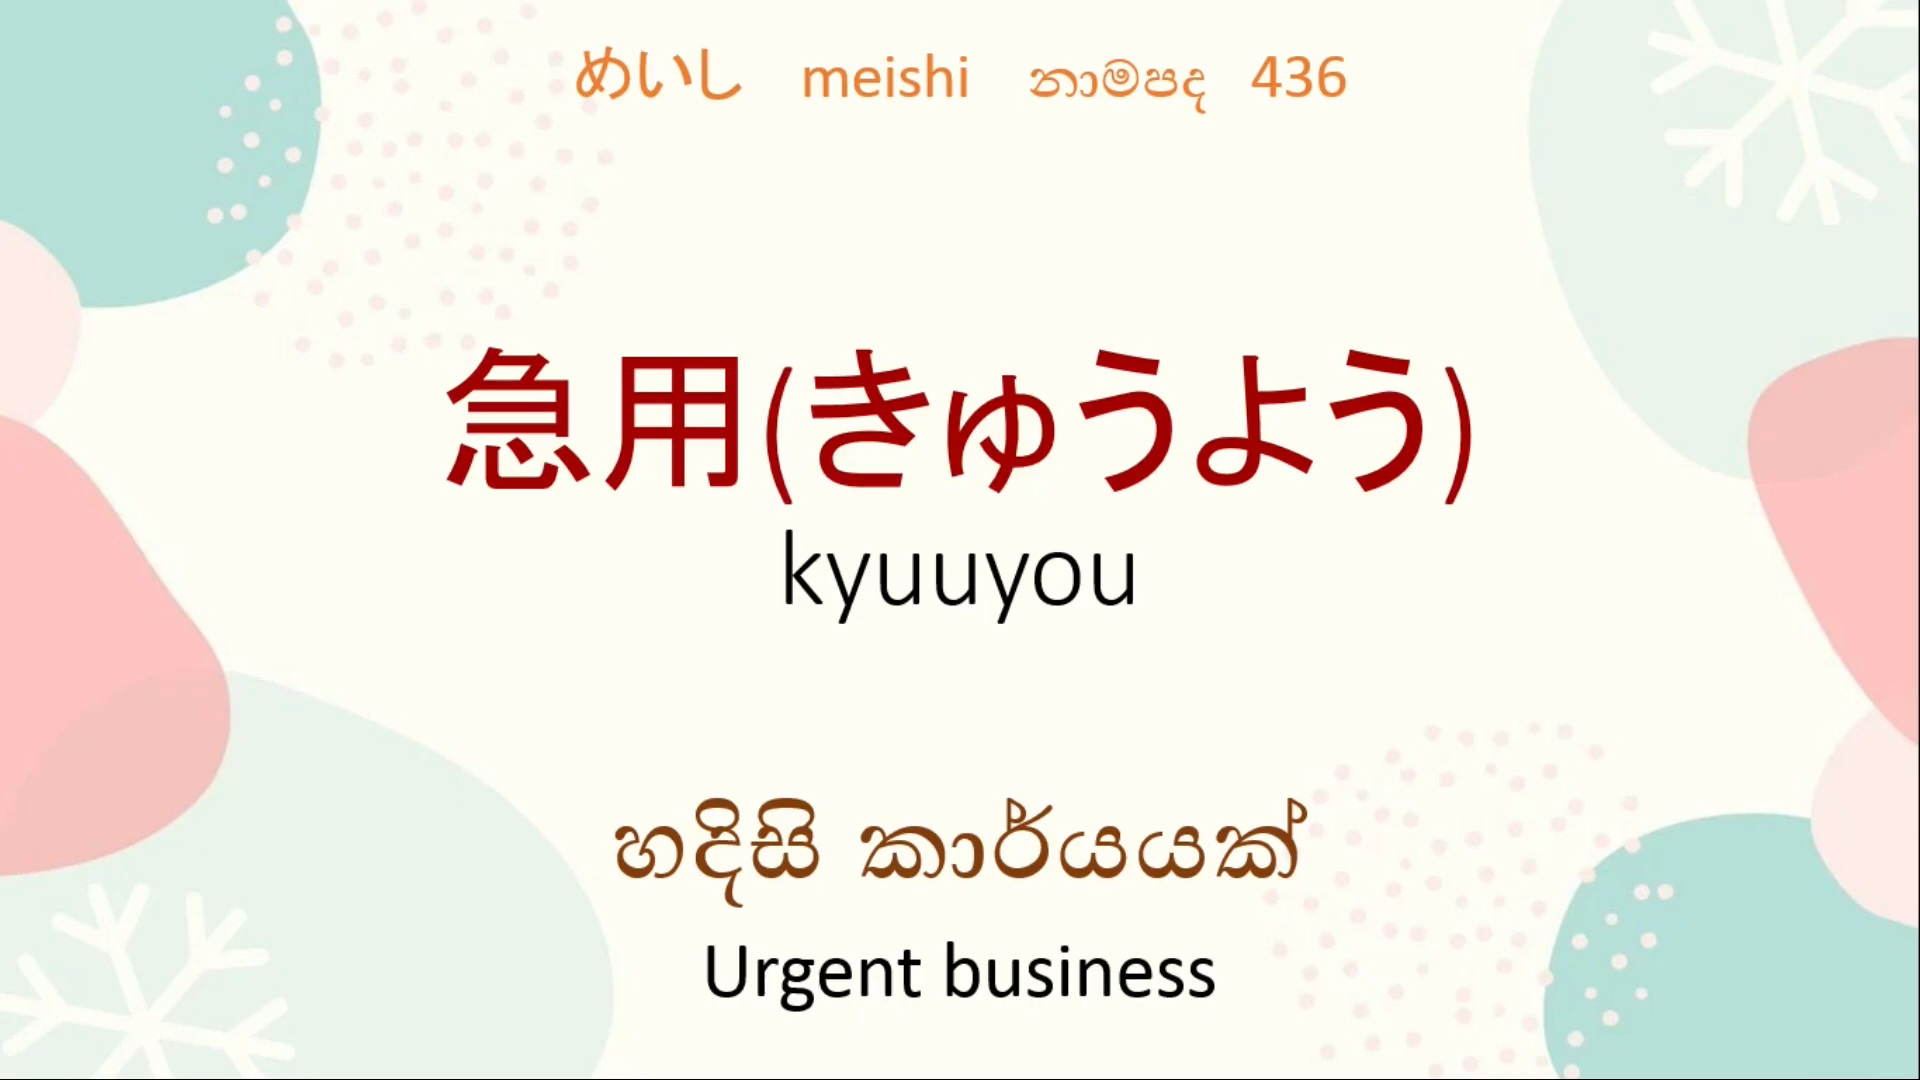 めいし meishi නාමපද 436
急用(きゅうよう)
kyuuyou
හදිසි කාර්යයක්
Urgent business